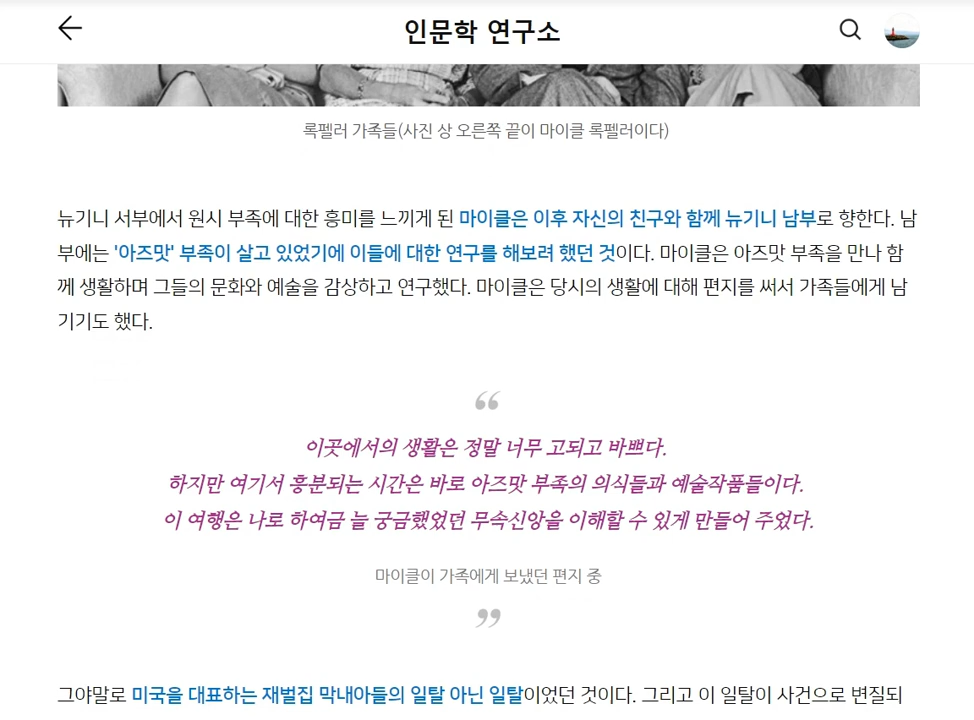 인문학 연구소
록펠러 가족들(사진 상 오른쪽 끝이 마이클 록펠러이다)
뉴기니 서부에서 원시 부족에 대한 흥미를 느끼게 된 마이클은 이후 자신의 친구와 함께 뉴기니 남부로 향한다. 남
부에는 '아즈맛' 부족이 살고 있었기에 이들에 대한 연구를 해보려 했던 것이다. 마이클은 아즈맛 부족을 만나 함
께 생활하며 그들의 문화와 예술을 감상하고 연구했다. 마이클은 당시의 생활에 대해 편지를 써서 가족들에게 남
기기도 했다.
“
이곳에서의 생활은 정말 너무 고되고 바쁘다.
하지만 여기서 흥분되는 시간은 바로 아즈맛 부족의 의식들과 예술작품들이다.
이 여행은 나로 하여금 늘 궁금했었던 무속신앙을 이해할 수 있게 만들어 주었다.
마이클이 가족에게 보냈던 편지 중
”
그야말로 미국을 대표하는 재벌집 막내아들의 일탈 아닌 일탈이었던 것이다. 그리고 이 일탈이 사건으로 변질되